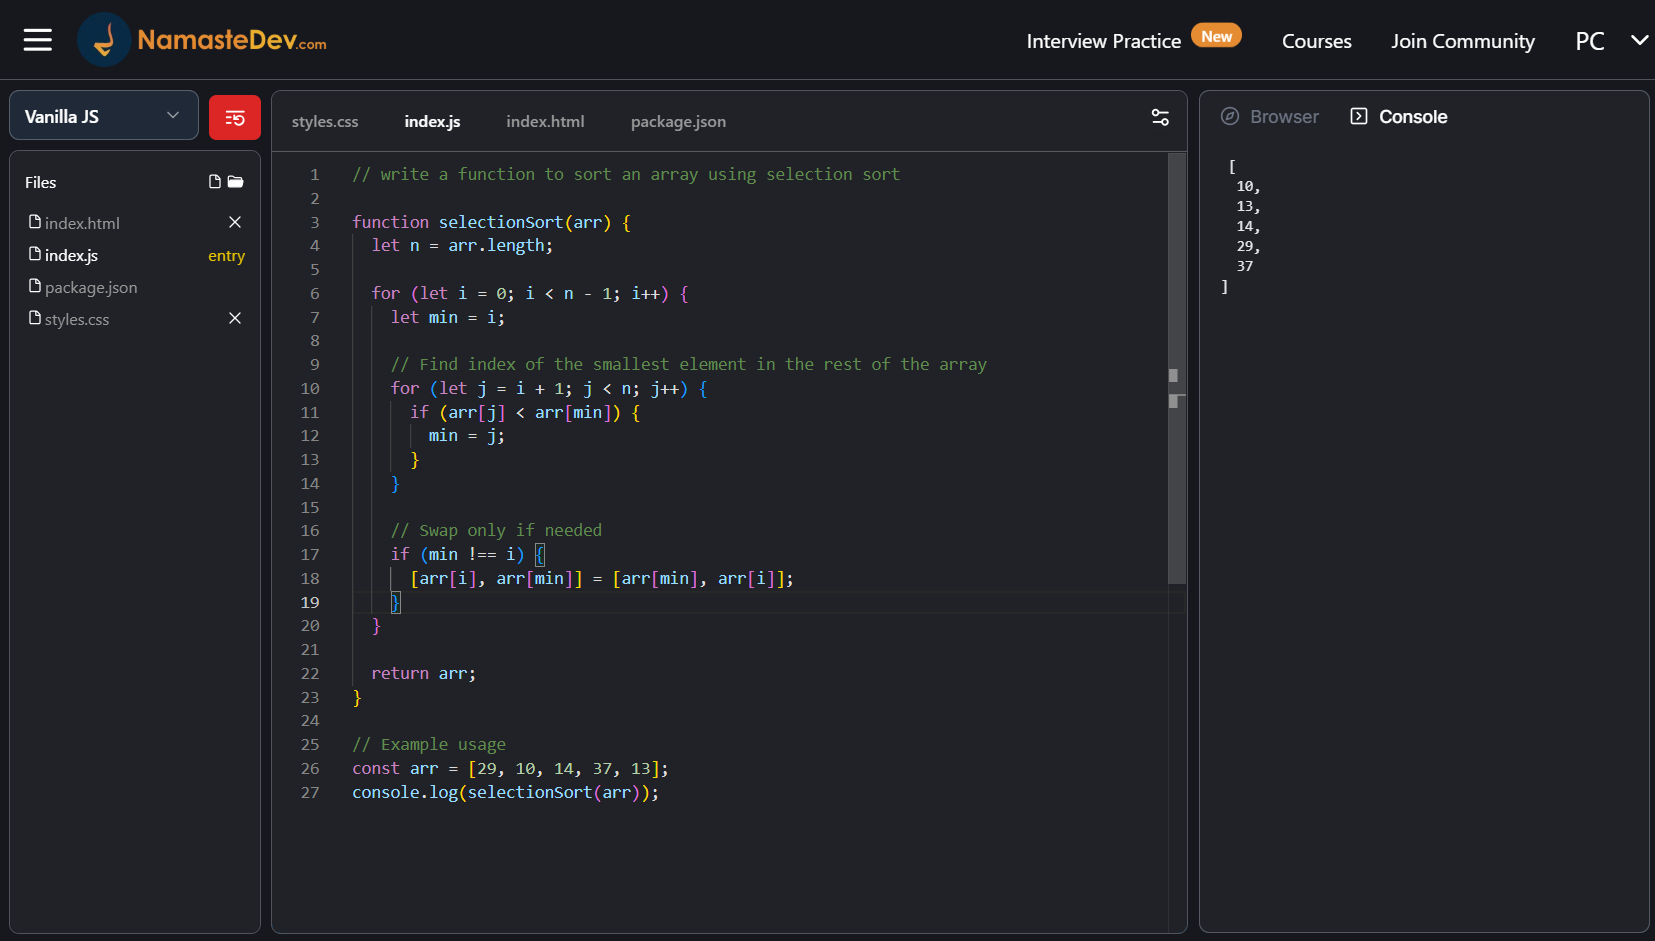 NamasteDev.com
Interview Practice New
Courses
Join Community
PC
Vanilla JS
Files
index.html
index.js entry
package.json
styles.css
styles.css index.js index.html package.json
1 // write a function to sort an array using selection sort
2
3 function selectionSort(arr) {
4 let n = arr.length;
5
6 for (let i = 0; i < n - 1; i++) {
7 let min = i;
8
9 // Find index of the smallest element in the rest of the array
10 for (let j = i + 1; j < n; j++) {
11 if (arr[j] < arr[min]) {
12 min = j;
13 }
14 }
15
16 // Swap only if needed
17 if (min !== i) {
18 [arr[i], arr[min]] = [arr[min], arr[i]];
19 }
20 }
21
22 return arr;
23 }
24
25 // Example usage
26 const arr = [29, 10, 14, 37, 13];
27 console.log(selectionSort(arr));
Browser Console
[
10,
13,
14,
29,
37
]